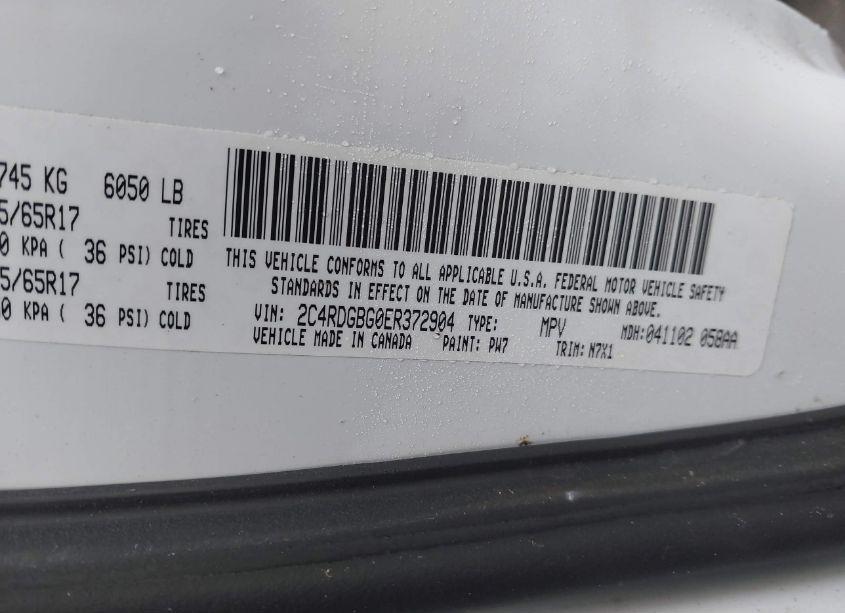 745 KG 6050 LB
5/65R17 TIRES
0 KPA ( 36 PSI) COLD
5/65R17 TIRES
0 KPA ( 36 PSI) COLD
THIS VEHICLE CONFORMS TO ALL APPLICABLE U.S.A. FEDERAL MOTOR VEHICLE SAFETY
STANDARDS IN EFFECT ON THE DATE OF MANUFACTURE SHOWN ABOVE.
VIN: 2C4RDGBG0ER372904 TYPE: MPV MDH:041102 058AA
VEHICLE MADE IN CANADA PAINT: PW7 TRIM: N7X1